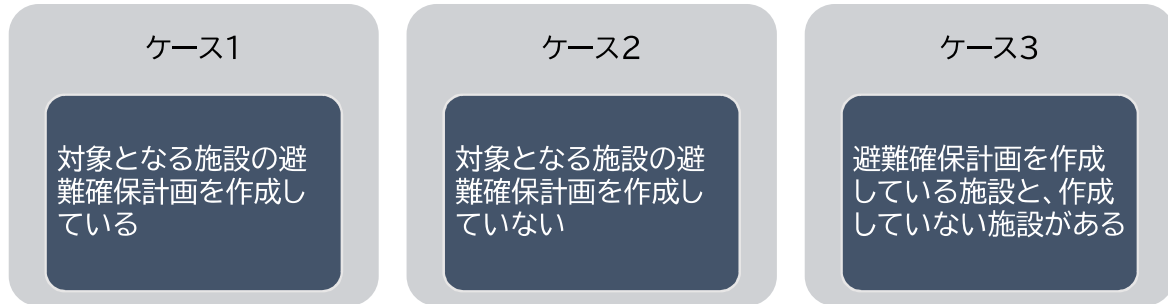 ケース1
対象となる施設の避
難確保計画を作成し
ている
ケース2
対象となる施設の避
難確保計画を作成し
ていない
ケース3
避難確保計画を作成
している施設と、作成
していない施設がある